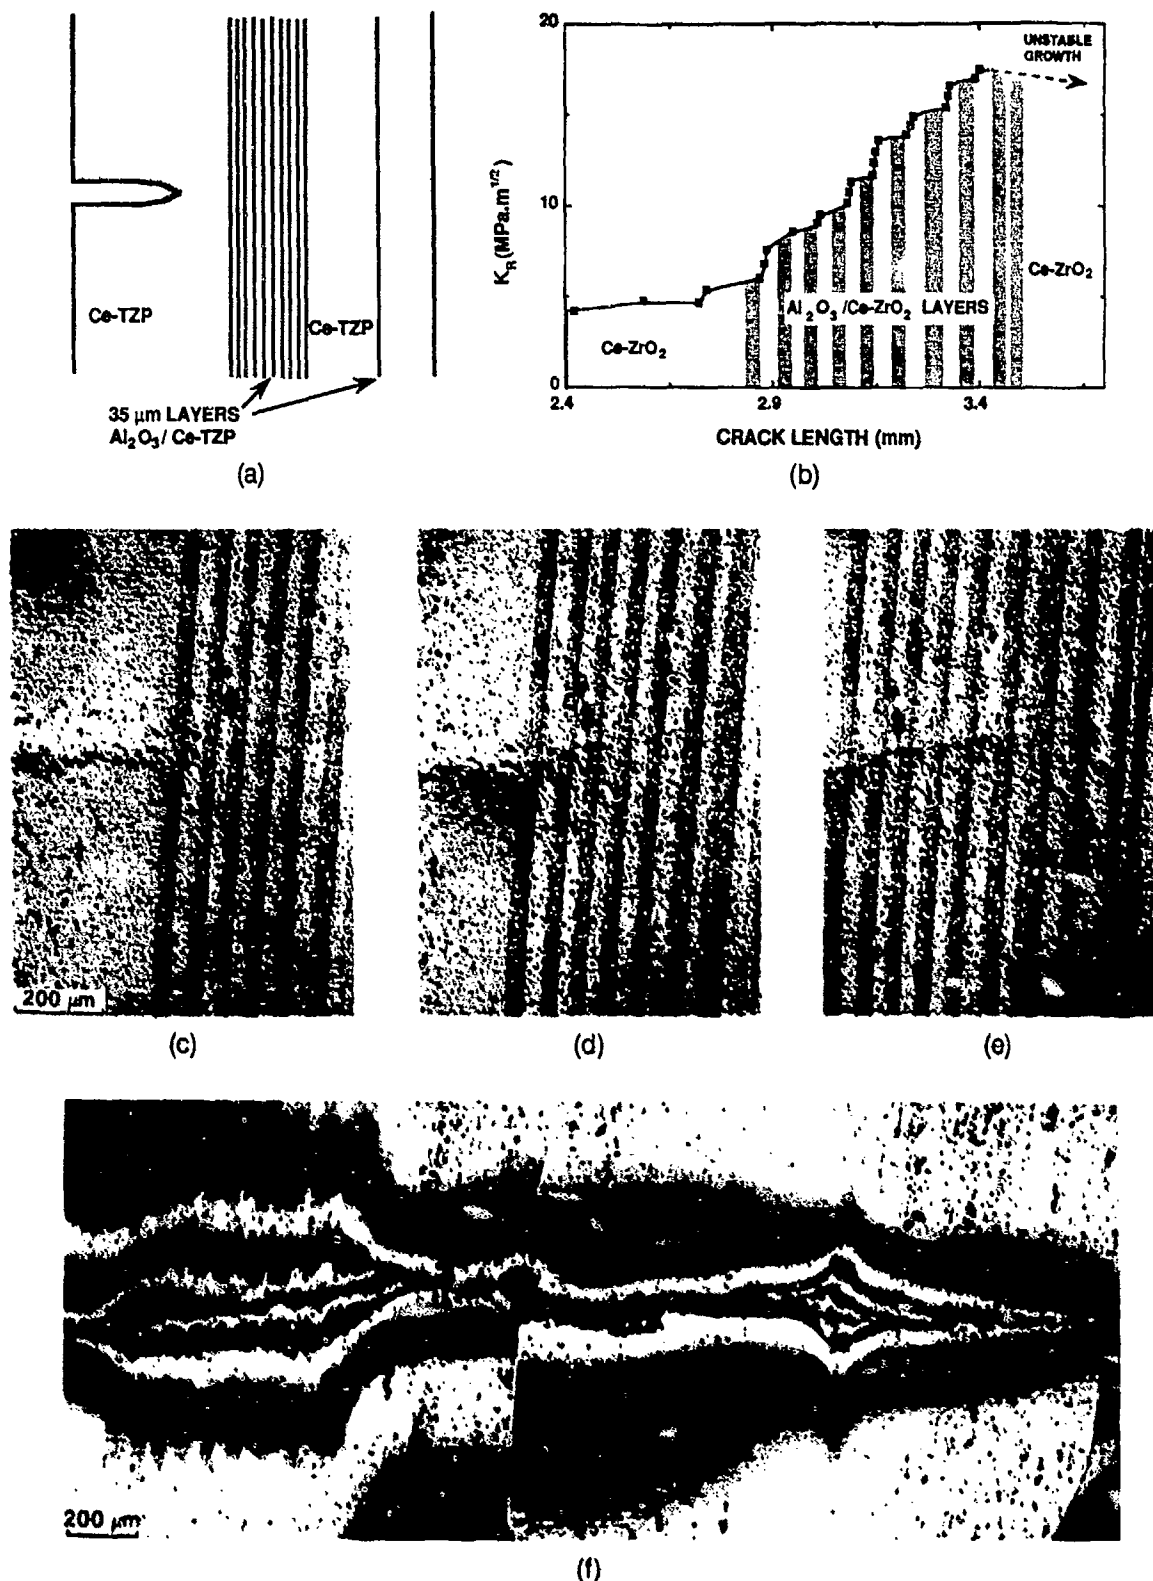 Ce-TZP
Ce-TZP
35 μm LAYERS
Al₂O₃ / Ce-TZP
(a)
20
UNSTABLE
GROWTH
K_R (MPa.m^1/2)
10
Ce-ZrO₂
Al₂O₃/Ce-ZrO₂ LAYERS
Ce-ZrO₂
0
2.4 2.9 3.4
CRACK LENGTH (mm)
(b)
200 μm
(c)
(d)
(e)
200 μm
(f)